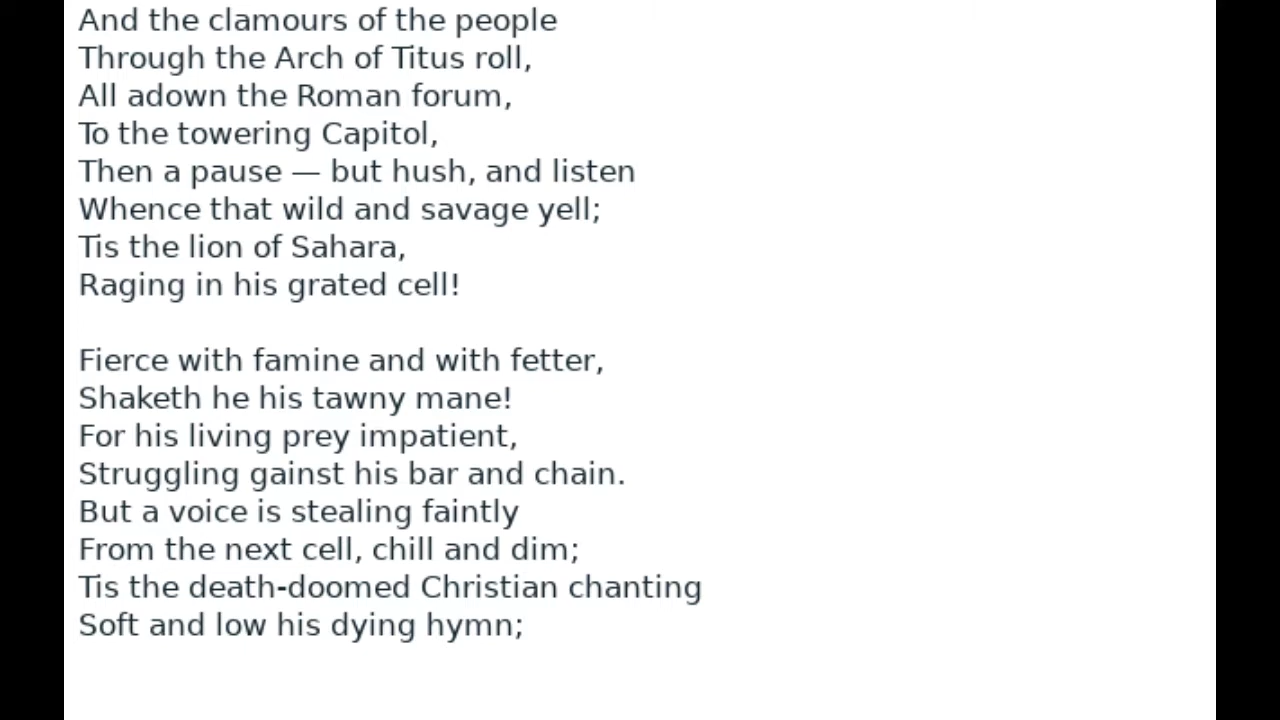 And the clamours of the people
Through the Arch of Titus roll,
All adown the Roman forum,
To the towering Capitol,
Then a pause — but hush, and listen
Whence that wild and savage yell;
Tis the lion of Sahara,
Raging in his grated cell!

Fierce with famine and with fetter,
Shaketh he his tawny mane!
For his living prey impatient,
Struggling gainst his bar and chain.
But a voice is stealing faintly
From the next cell, chill and dim;
Tis the death-doomed Christian chanting
Soft and low his dying hymn;